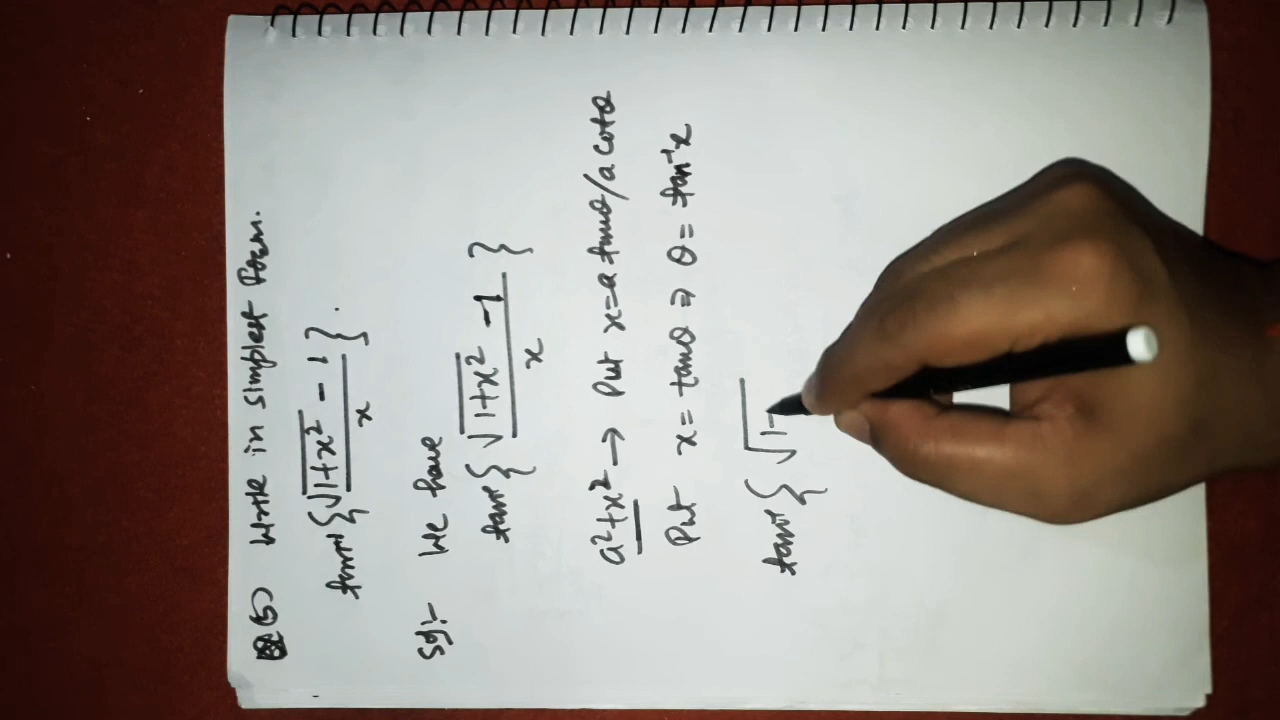 Q(5) Write in simplest form.
tan⁻¹{(√(1+x²) - 1)/x}.
Sol:- We have
tan⁻¹{(√(1+x²) - 1)/x}
a²+x² → Put x=a tanθ/a cotθ
Put x = tanθ ⇒ θ = tan⁻¹x
tan⁻¹{√1